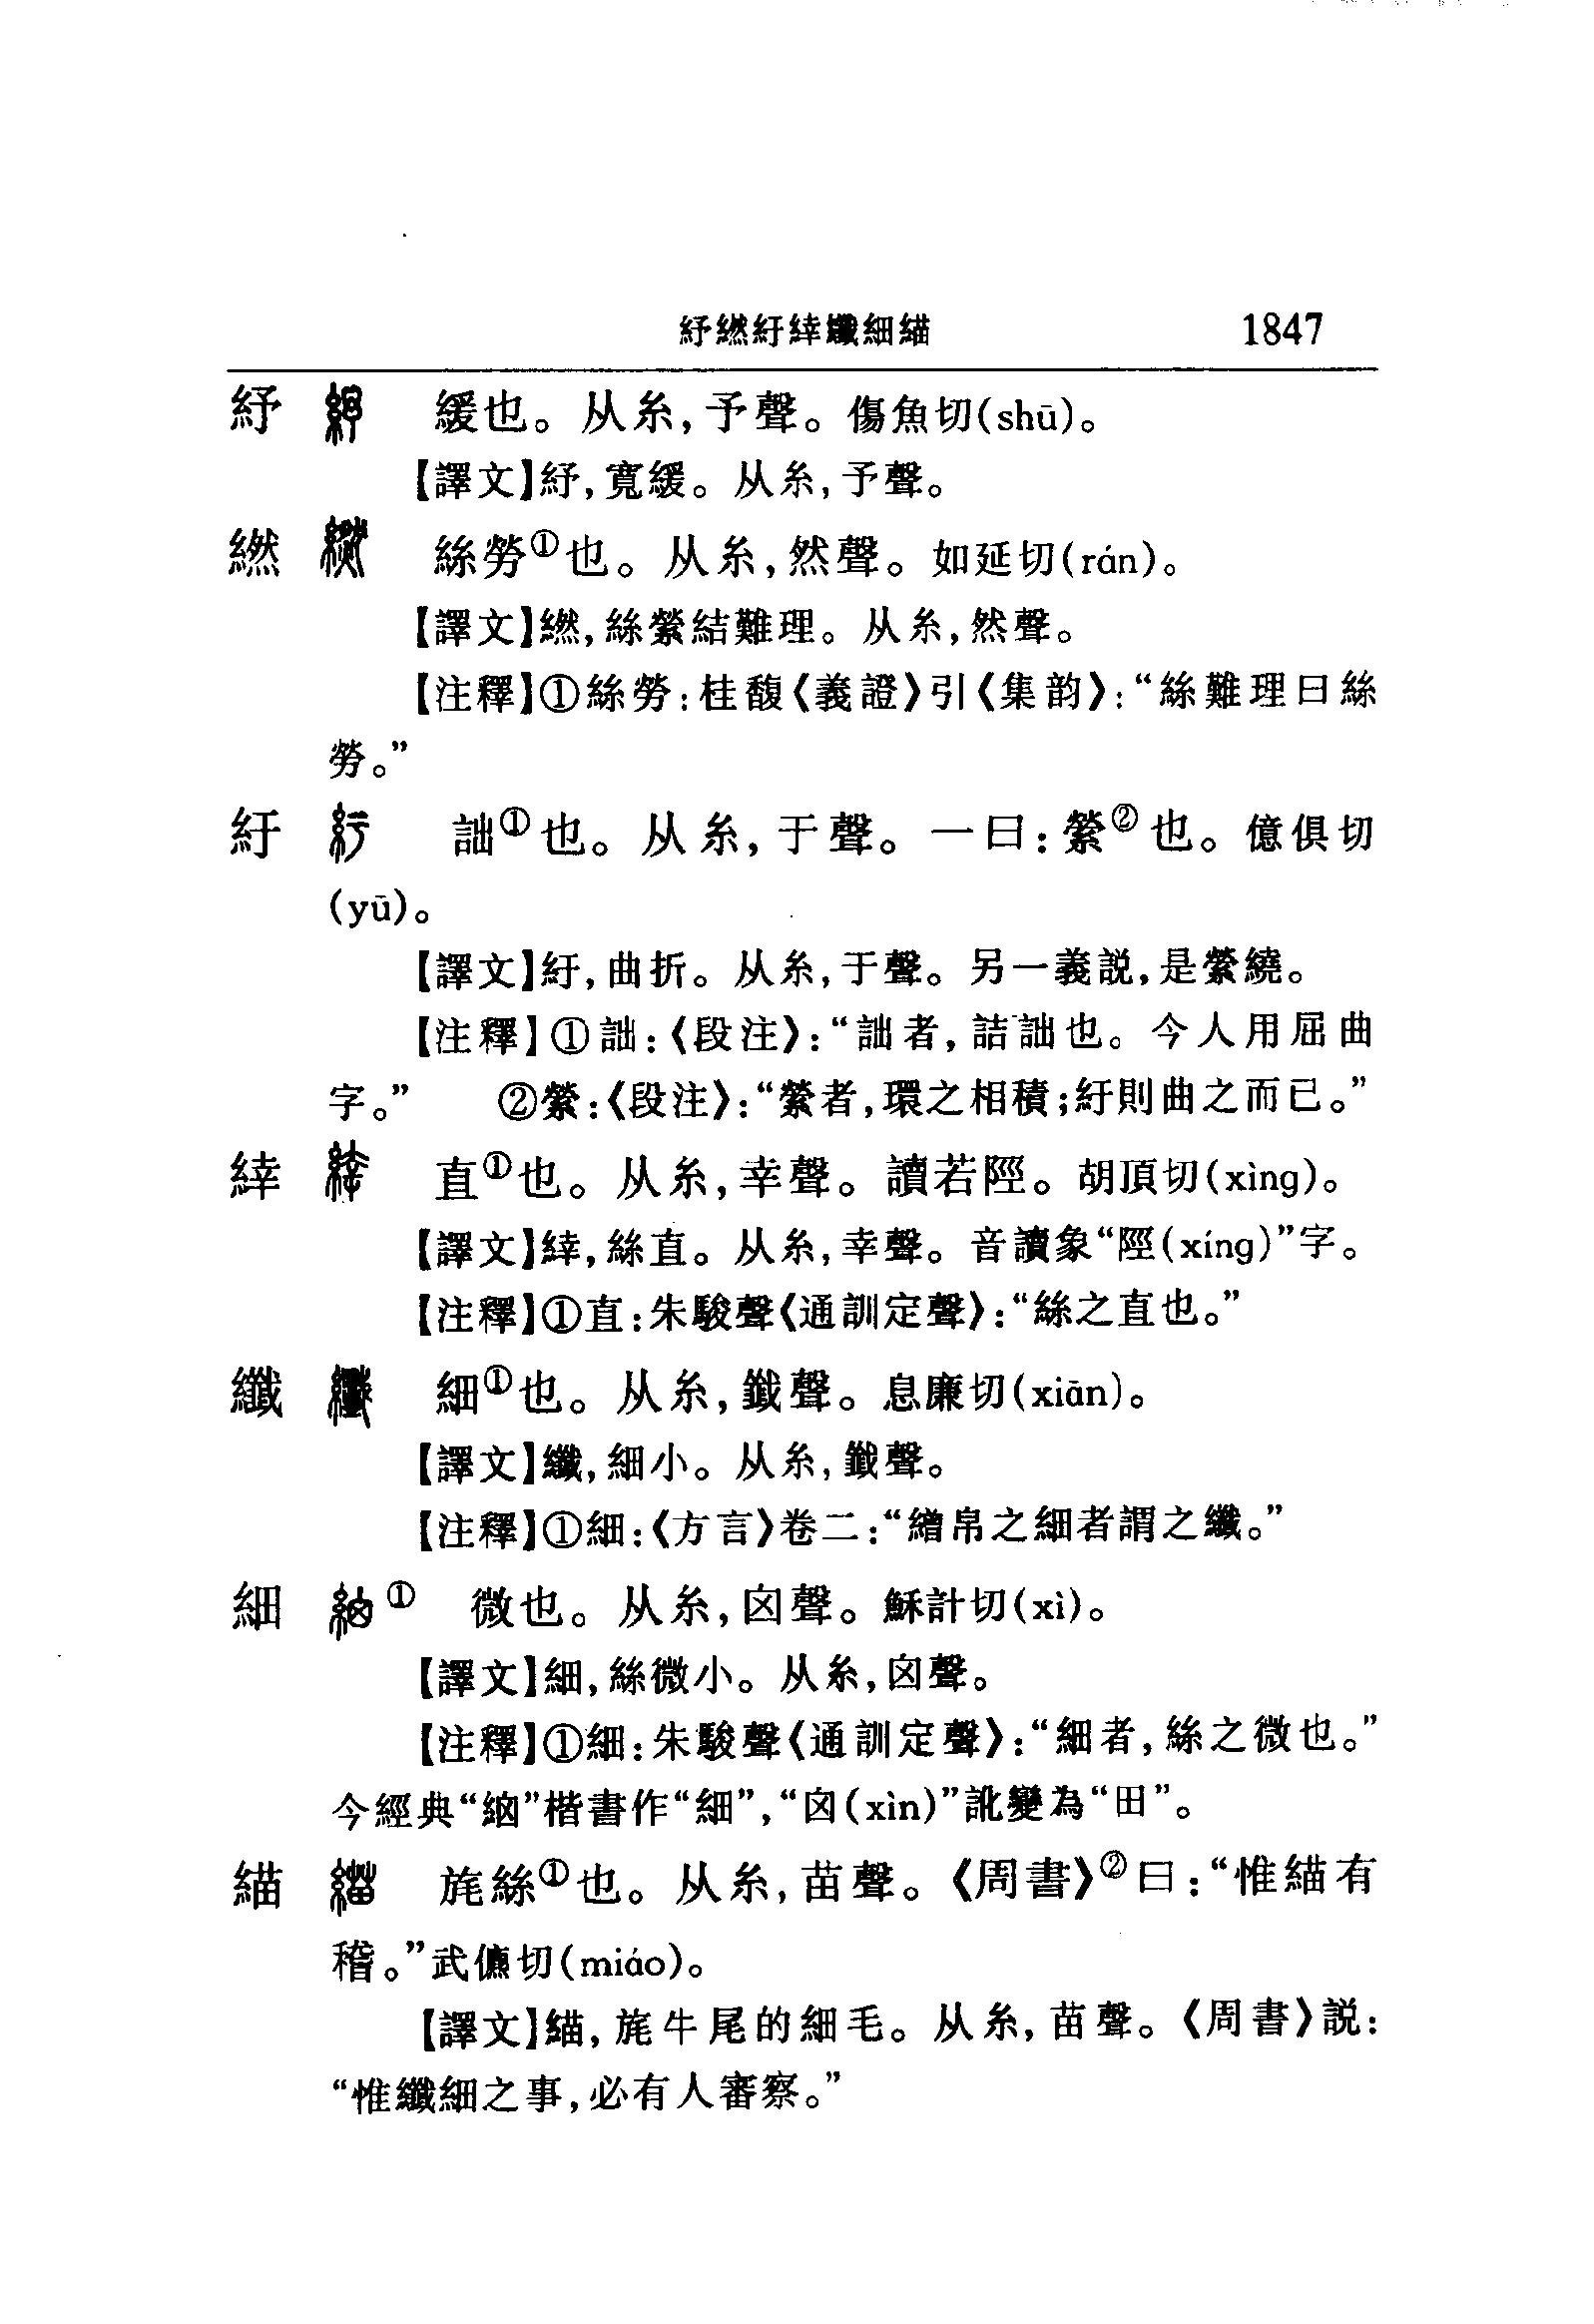 紓繎紆緈纖細緢 1847
紓 緩也。从糸，予聲。傷魚切(shū)。
【譯文】紓，寬緩。从糸，予聲。
繎 絲勞①也。从糸，然聲。如延切(rán)。
【譯文】繎，絲縈結難理。从糸，然聲。
【注釋】①絲勞：桂馥《義證》引《集韵》：“絲難理曰絲
勞。”
紆 詘①也。从糸，于聲。一曰：縈②也。億俱切
(yū)。
【譯文】紆，曲折。从糸，于聲。另一義説，是縈繞。
【注釋】①詘：《段注》：“詘者，詰詘也。今人用屈曲
字。” ②縈：《段注》：“縈者，環之相積；紆則曲之而已。”
緈 直①也。从糸，幸聲。讀若陘。胡頂切(xìng)。
【譯文】緈，絲直。从糸，幸聲。音讀象“陘(xíng)”字。
【注釋】①直：朱駿聲《通訓定聲》：“絲之直也。”
纖 細①也。从糸，韱聲。息廉切(xiān)。
【譯文】纖，細小。从糸，韱聲。
【注釋】①細：《方言》卷二：“繒帛之細者謂之纖。”
細 ① 微也。从糸，囟聲。穌計切(xì)。
【譯文】細，絲微小。从糸，囟聲。
【注釋】①細：朱駿聲《通訓定聲》：“細者，絲之微也。”
今經典“絪”楷書作“細”，“囟(xìn)”訛變為“田”。
緢 旄絲①也。从糸，苗聲。《周書》②曰：“惟緢有
稽。”武儦切(miáo)。
【譯文】緢，旄牛尾的細毛。从糸，苗聲。《周書》説：
“惟纖細之事，必有人審察。”